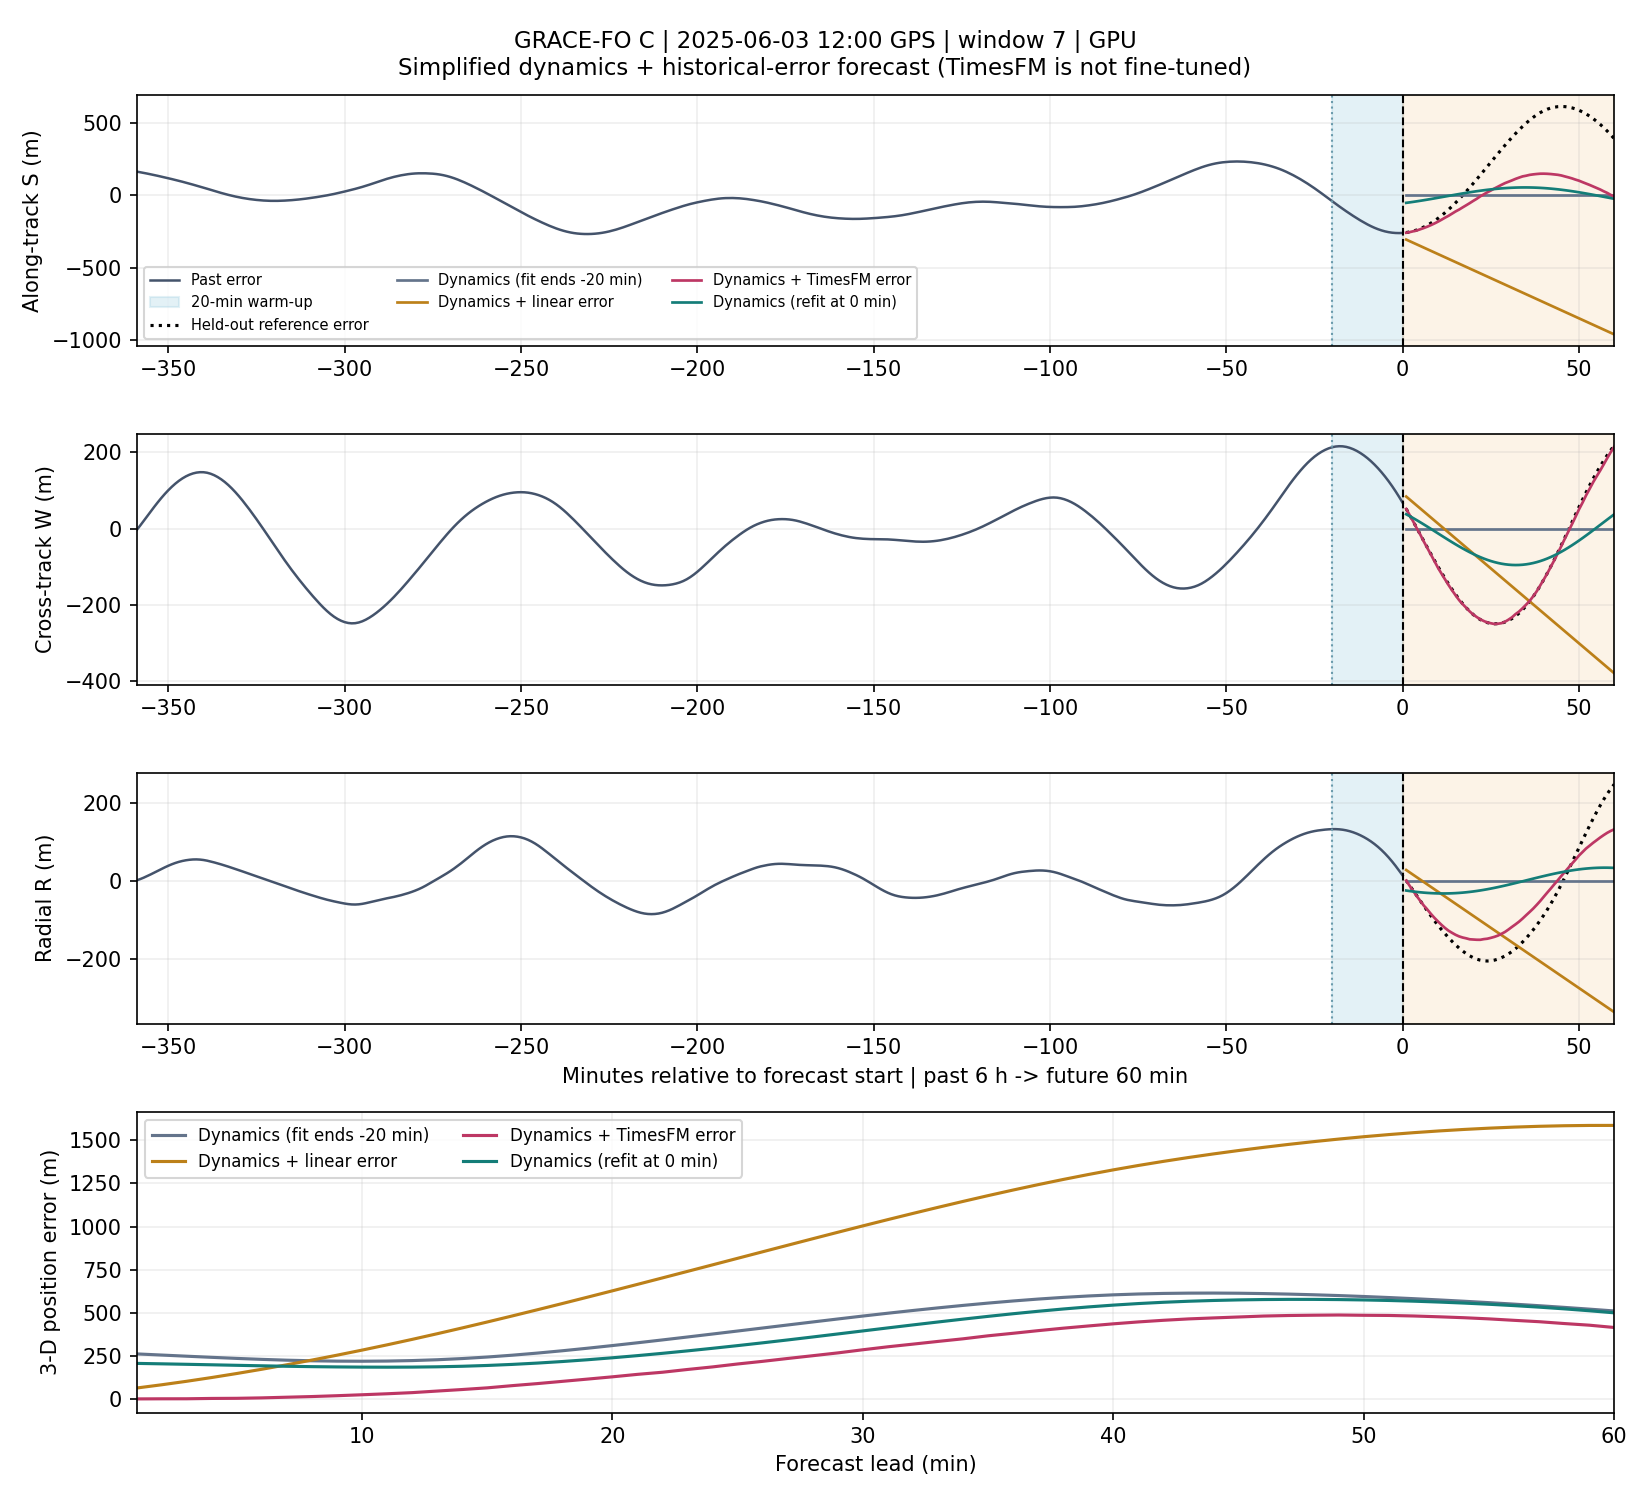 GRACE-FO C | 2025-06-03 12:00 GPS | window 7 | GPU
Simplified dynamics + historical-error forecast (TimesFM is not fine-tuned)
Along-track S (m)
500
0
−500
−1000
Past error
20-min warm-up
Held-out reference error
Dynamics (fit ends -20 min)
Dynamics + linear error
Dynamics + TimesFM error
Dynamics (refit at 0 min)
−350 −300 −250 −200 −150 −100 −50 0 50
Cross-track W (m)
200
0
−200
−400
−350 −300 −250 −200 −150 −100 −50 0 50
Radial R (m)
200
0
−200
−350 −300 −250 −200 −150 −100 −50 0 50
Minutes relative to forecast start | past 6 h -> future 60 min
3-D position error (m)
1500
1250
1000
750
500
250
0
Dynamics (fit ends -20 min)
Dynamics + linear error
Dynamics + TimesFM error
Dynamics (refit at 0 min)
10 20 30 40 50 60
Forecast lead (min)